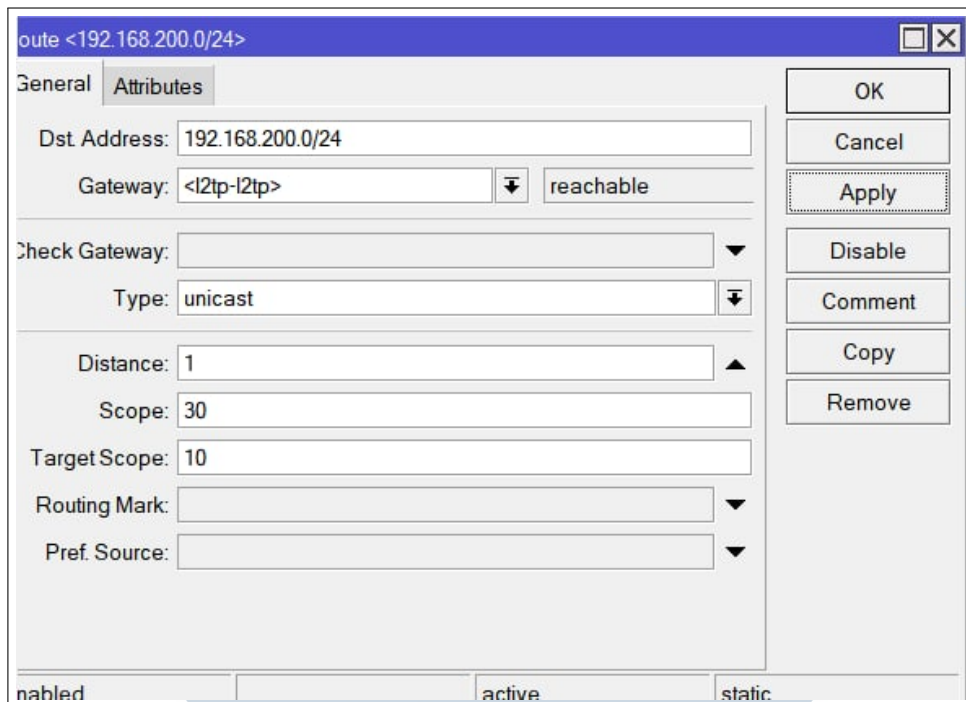 oute <192.168.200.0/24>
General Attributes
Dst. Address: 192.168.200.0/24
Gateway: <l2tp-l2tp> reachable
Check Gateway:
Type: unicast
Distance: 1
Scope: 30
Target Scope: 10
Routing Mark:
Pref. Source:
OK
Cancel
Apply
Disable
Comment
Copy
Remove
nabled active static